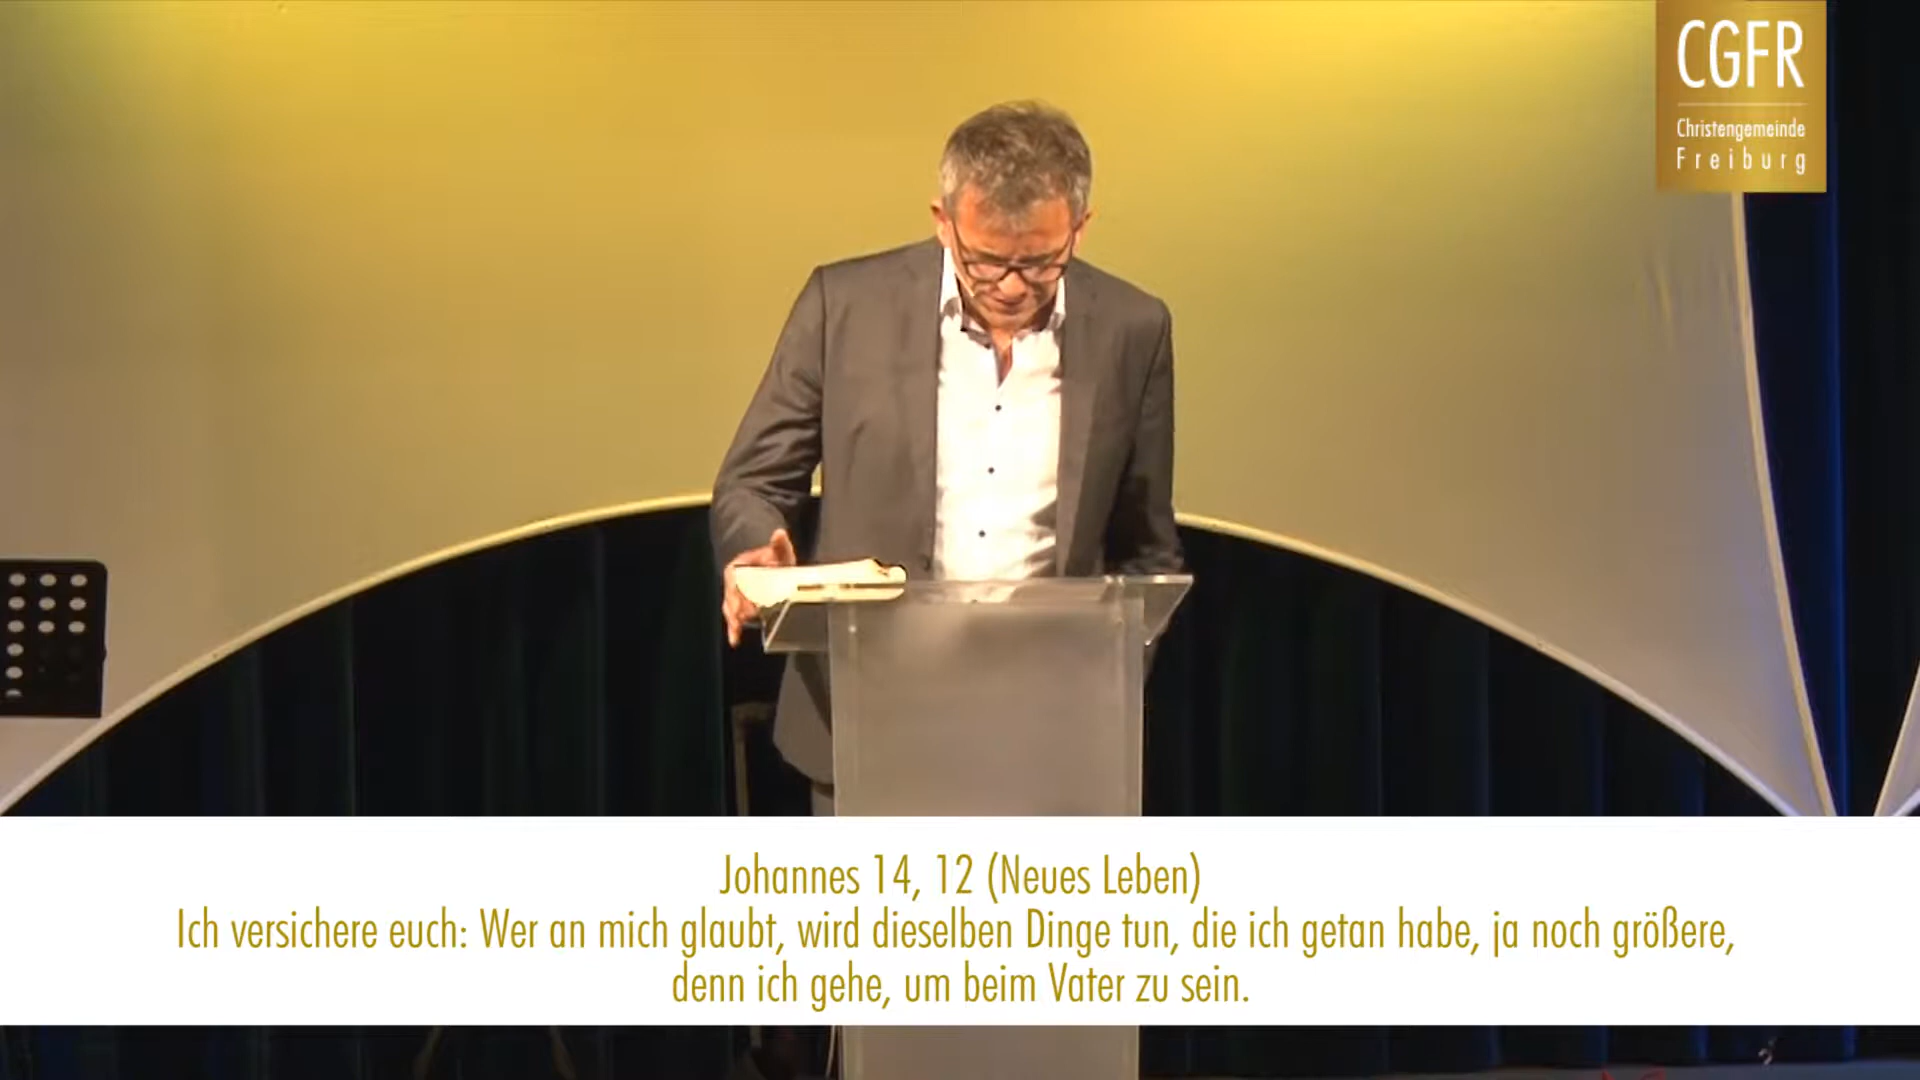 CGFR
Christengemeinde
Freiburg
Johannes 14, 12 (Neues Leben)
Ich versichere euch: Wer an mich glaubt, wird dieselben Dinge tun, die ich getan habe, ja noch größere,
denn ich gehe, um beim Vater zu sein.